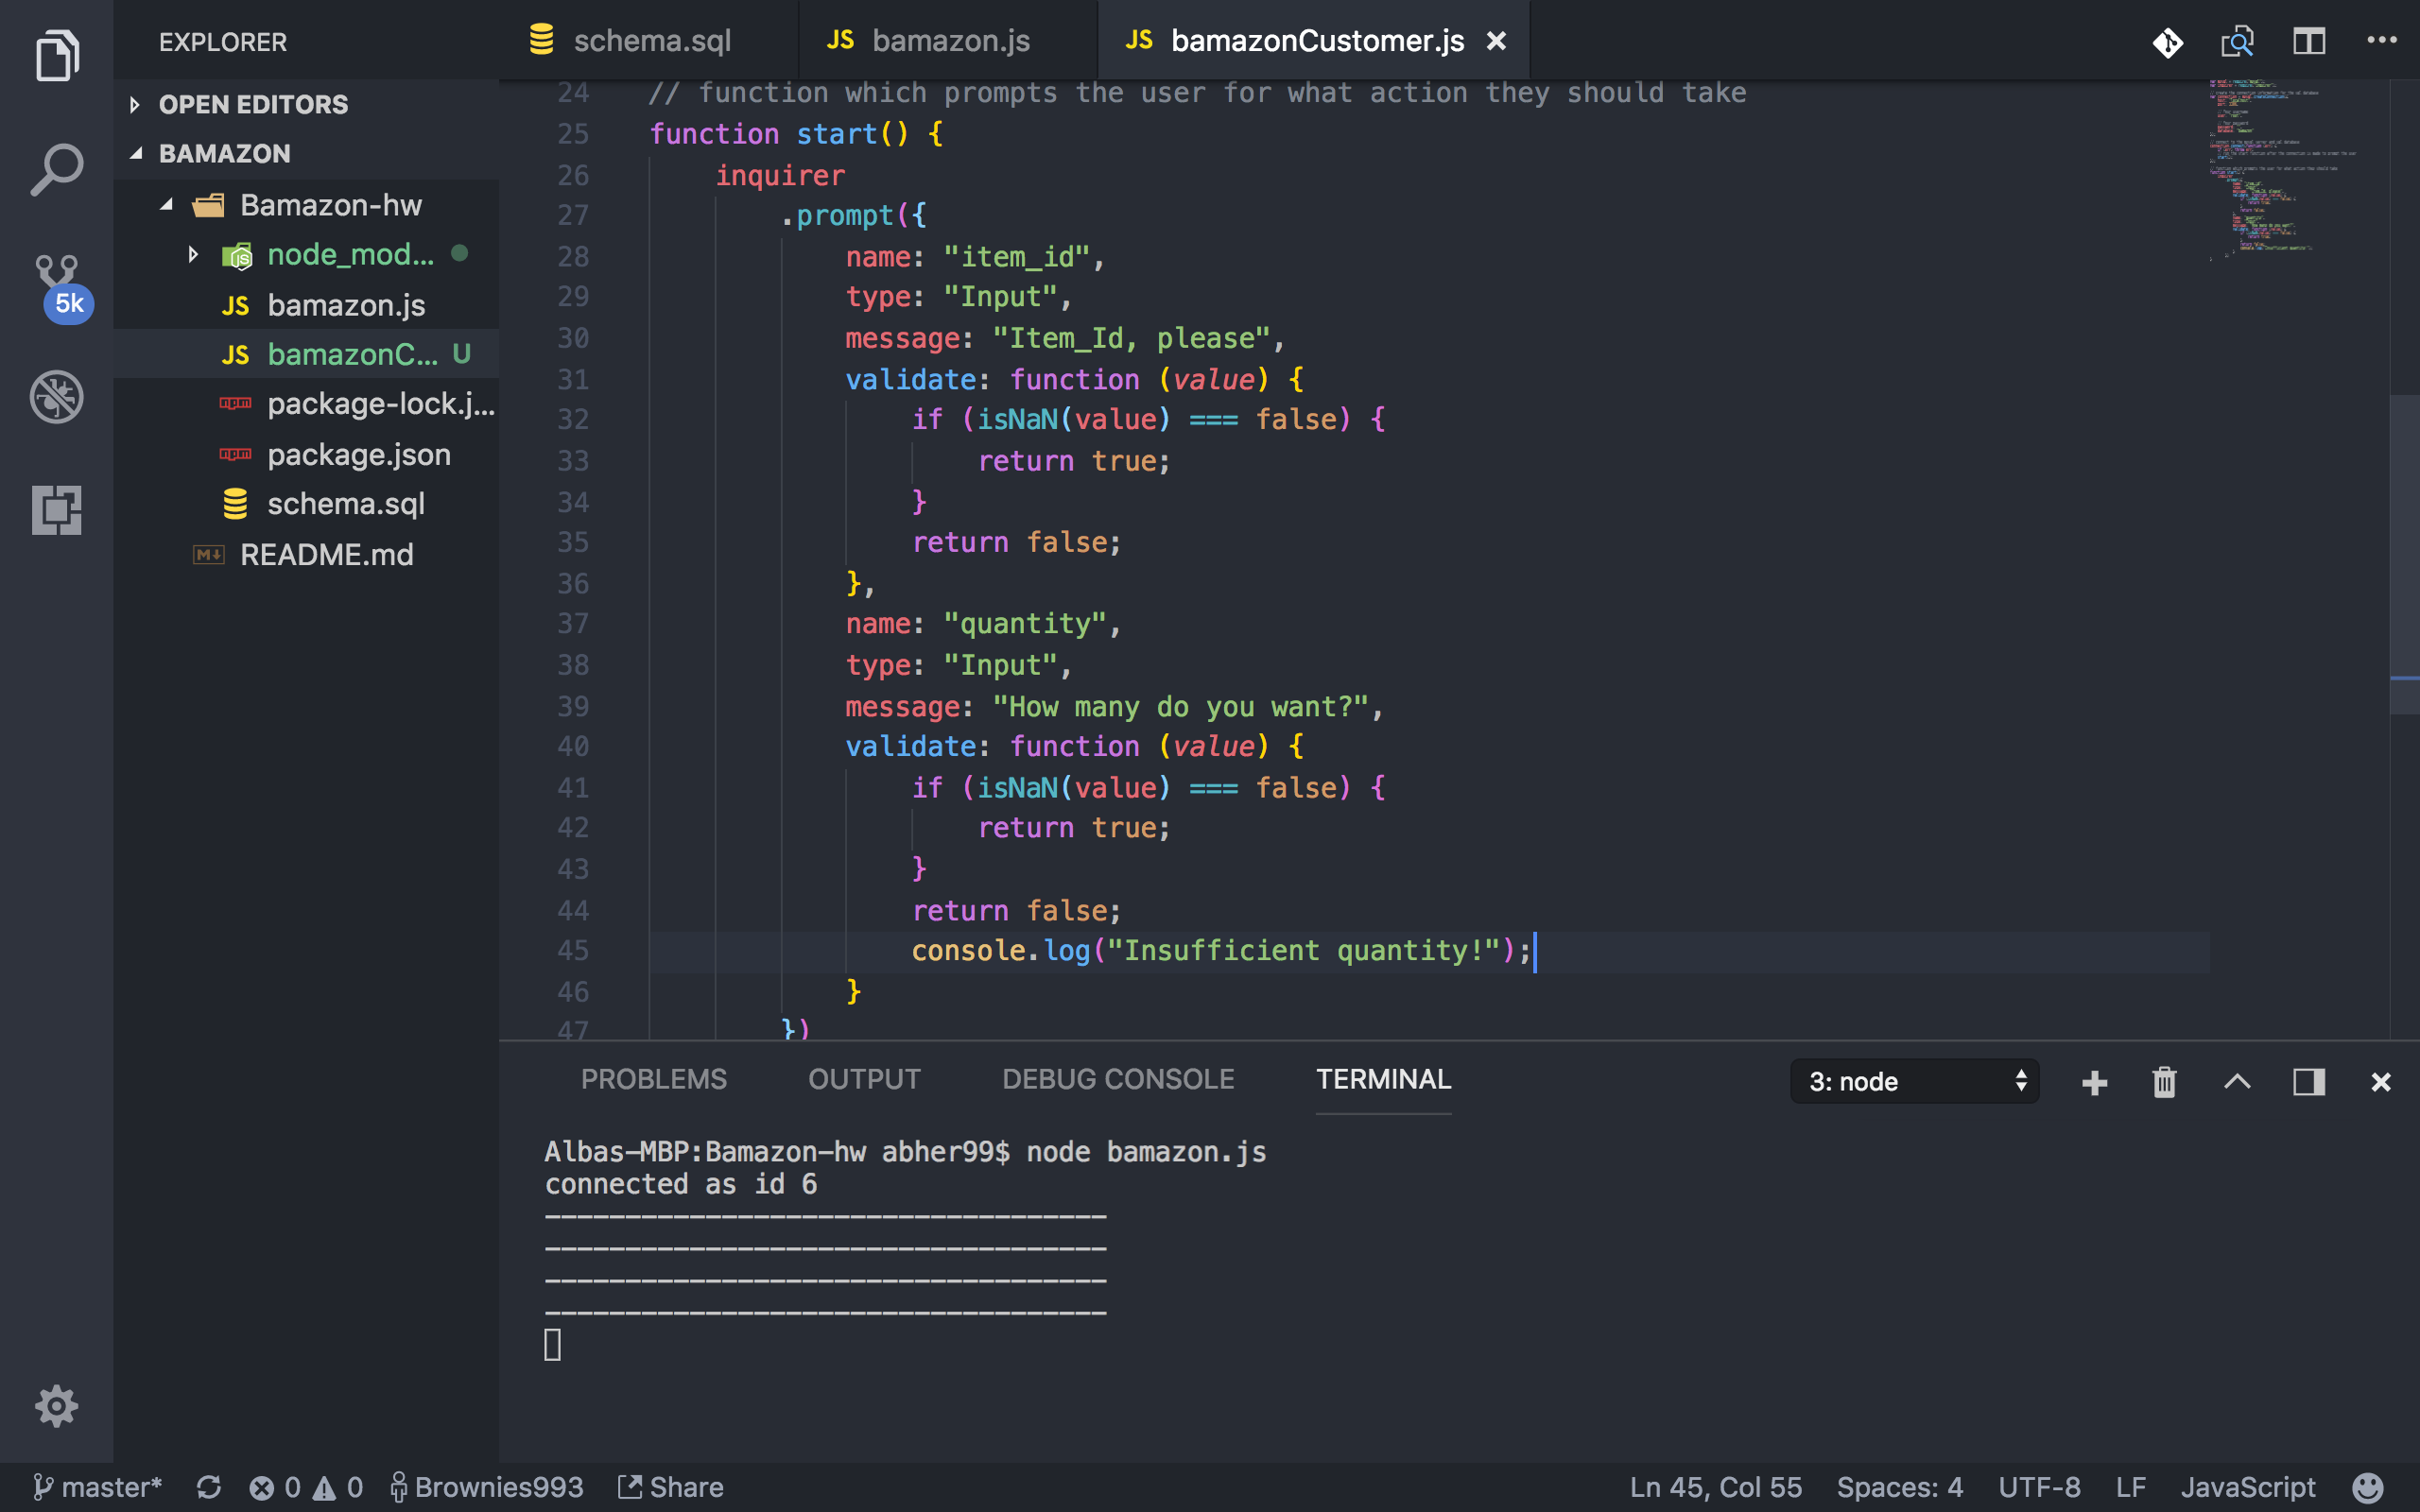 EXPLORER
OPEN EDITORS
BAMAZON
Bamazon-hw
node_mod...
JS bamazon.js
JS bamazonC... U
package-lock.j...
package.json
schema.sql
README.md
5k
schema.sql
JS bamazon.js
JS bamazonCustomer.js
24 // function which prompts the user for what action they should take
25 function start() {
26     inquirer
27         .prompt({
28             name: "item_id",
29             type: "Input",
30             message: "Item_Id, please",
31             validate: function (value) {
32                 if (isNaN(value) === false) {
33                     return true;
34                 }
35                 return false;
36             },
37             name: "quantity",
38             type: "Input",
39             message: "How many do you want?",
40             validate: function (value) {
41                 if (isNaN(value) === false) {
42                     return true;
43                 }
44                 return false;
45                 console.log("Insufficient quantity!");
46             }
47         })
PROBLEMS OUTPUT DEBUG CONSOLE TERMINAL 3: node
Albas-MBP:Bamazon-hw abher99$ node bamazon.js
connected as id 6
-----------------------------------
-----------------------------------
-----------------------------------
-----------------------------------
master* 0 0 Brownies993 Share Ln 45, Col 55 Spaces: 4 UTF-8 LF JavaScript